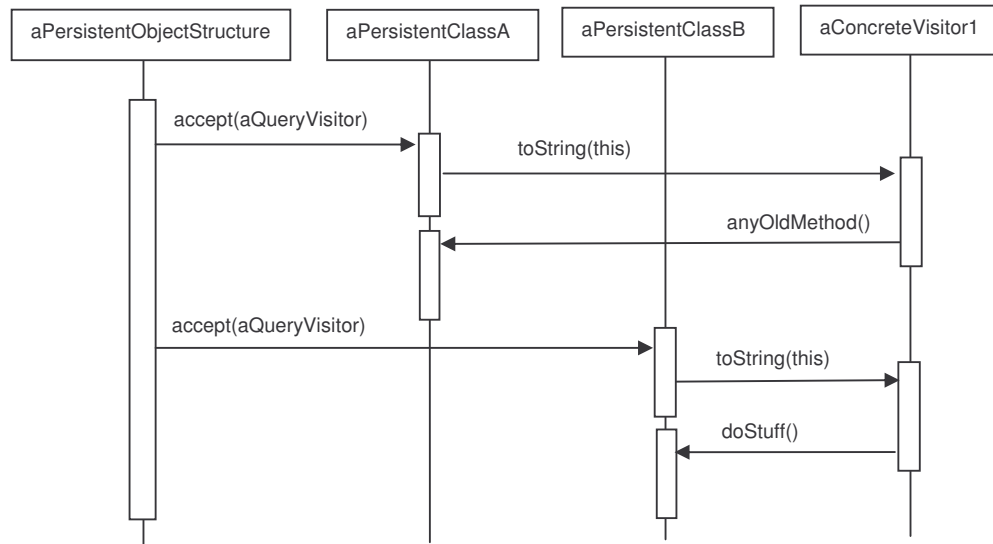 aPersistentObjectStructure
aPersistentClassA
aPersistentClassB
aConcreteVisitor1
accept(aQueryVisitor)
toString(this)
anyOldMethod()
accept(aQueryVisitor)
toString(this)
doStuff()